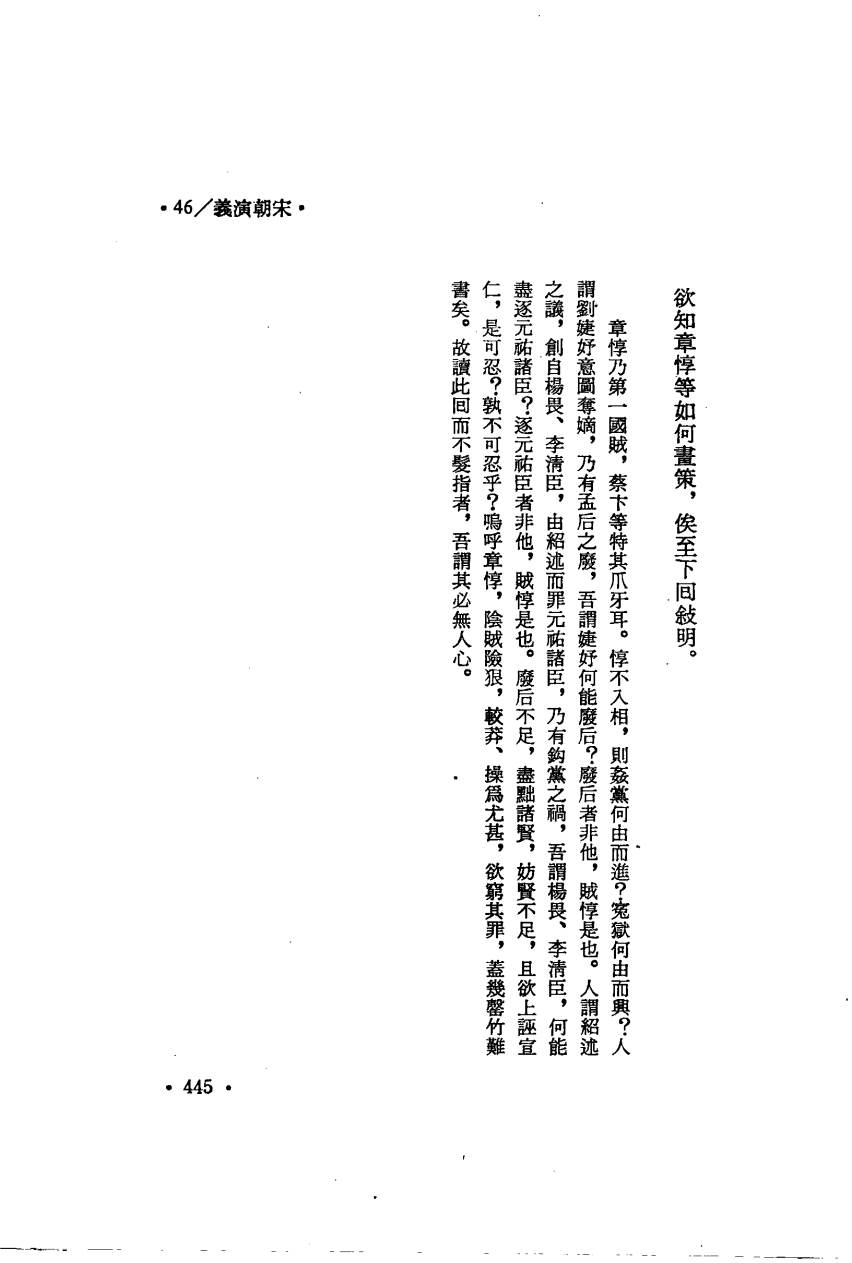 •46／義演朝宋•
欲知章惇等如何畫策，俟至下回敍明。
章惇乃第一國賊，蔡卞等特其爪牙耳。惇不入相，則姦黨何由而進？寃獄何由而興？人
謂劉婕妤意圖奪嫡，乃有孟后之廢，吾謂婕妤何能廢后？廢后者非他，賊惇是也。人謂紹述
之議，創自楊畏、李淸臣，由紹述而罪元祐諸臣，乃有鈎黨之禍，吾謂楊畏、李淸臣，何能
盡逐元祐諸臣？逐元祐臣者非他，賊惇是也。廢后不足，盡黜諸賢，妨賢不足，且欲上誣宣
仁，是可忍？孰不可忍乎？嗚呼章惇，陰賊險狠，較莽、操爲尤甚，欲窮其罪，蓋幾罄竹難
書矣。故讀此回而不髮指者，吾謂其必無人心。
• 445 •